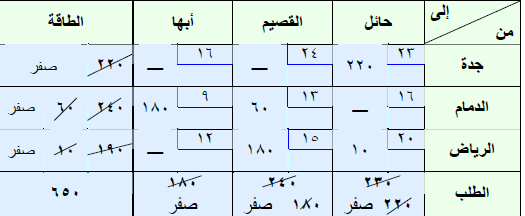 من إلى حائل القصيم أبها الطاقة
جدة ٢٣ ٢٢٠ ٢٤ — ١٦ — ٢٢٠ صفر
الدمام ١٦ — ١٣ ٦٠ ٩ ١٨٠ ٢٤٠ ٦٠ صفر
الرياض ٢٠ ١٠ ١٥ ١٨٠ ١٢ — ١٩٠ ١٠ صفر
الطلب ٢٣٠ ٢٤٠ ١٨٠ ٦٥٠
٢٢٠ صفر ١٨٠ صفر صفر